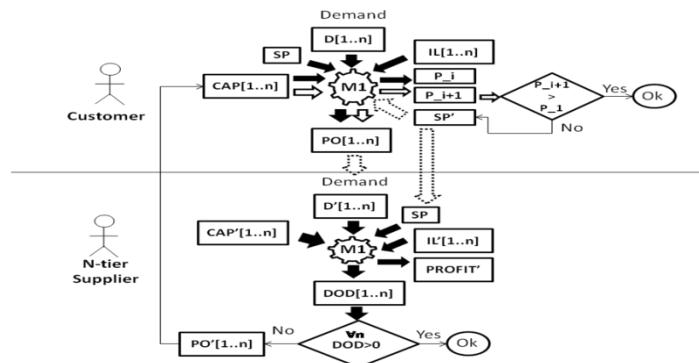 Demand
D[1..n]
SP
IL[1..n]
CAP[1..n]
M1
P_i
P_i+1
SP'
P_i+1
>
P_1
Yes
Ok
No
Customer
PO[1..n]
Demand
D'[1..n]
SP
CAP'[1..n]
M1
IL'[1..n]
PROFIT'
N-tier
Supplier
DOD[1..n]
PO'[1..n]
No
∀n
DOD>0
Yes
Ok